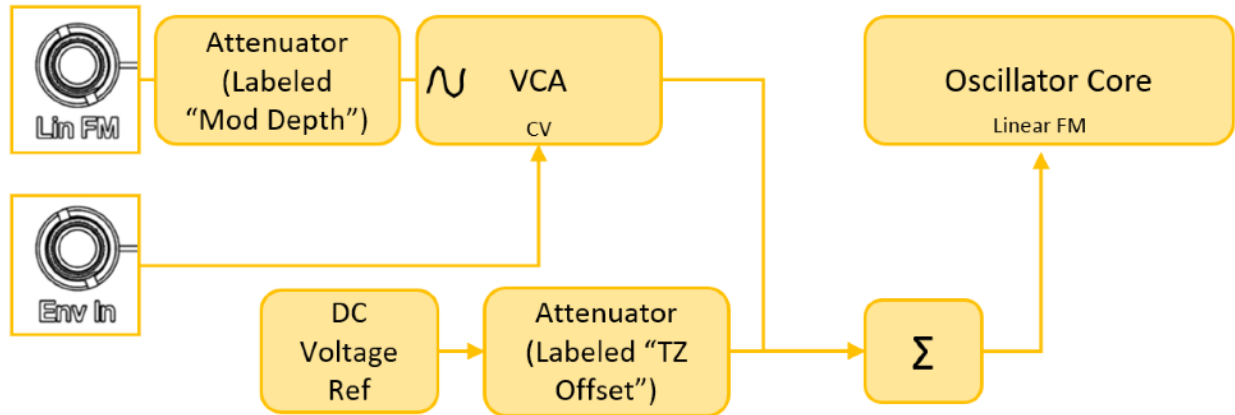 Lin FM
Attenuator
(Labeled
“Mod Depth”)
VCA
CV
Oscillator Core
Linear FM
Env In
DC
Voltage
Ref
Attenuator
(Labeled “TZ
Offset”)
Σ